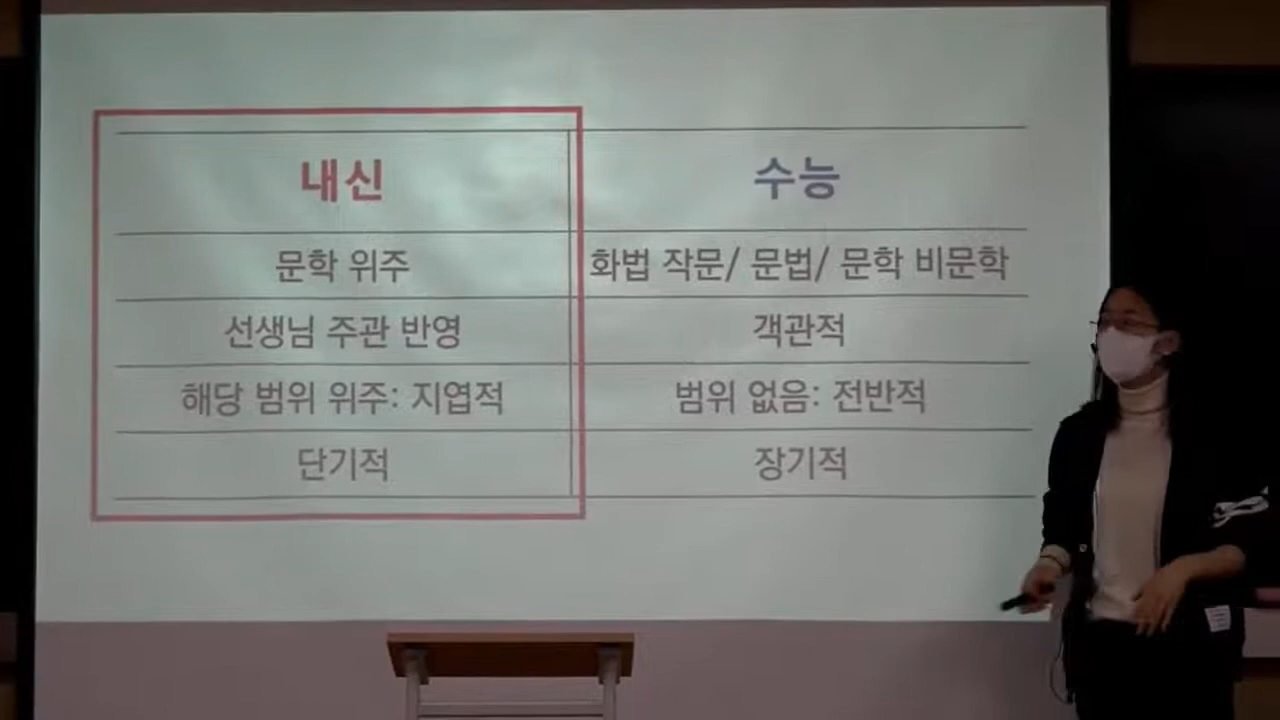 내신 수능
문학 위주 화법 작문/ 문법/ 문학 비문학
선생님 주관 반영 객관적
해당 범위 위주: 지엽적 범위 없음: 전반적
단기적 장기적